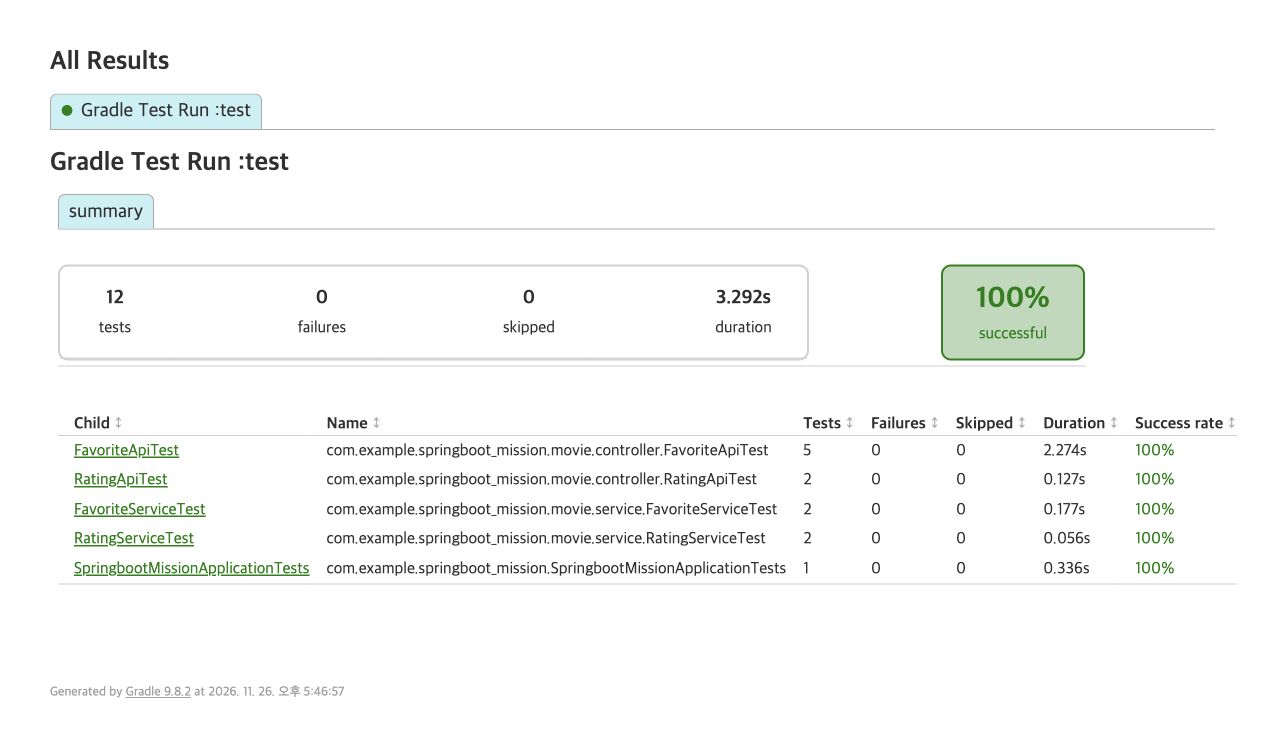 All Results
Gradle Test Run :test
Gradle Test Run :test
summary
12 0 0 3.292s
tests failures skipped duration
100%
successful
Child Name Tests Failures Skipped Duration Success rate
FavoriteApiTest com.example.springboot_mission.movie.controller.FavoriteApiTest 5 0 0 2.274s 100%
RatingApiTest com.example.springboot_mission.movie.controller.RatingApiTest 2 0 0 0.127s 100%
FavoriteServiceTest com.example.springboot_mission.movie.service.FavoriteServiceTest 2 0 0 0.177s 100%
RatingServiceTest com.example.springboot_mission.movie.service.RatingServiceTest 2 0 0 0.056s 100%
SpringbootMissionApplicationTests com.example.springboot_mission.SpringbootMissionApplicationTests 1 0 0 0.336s 100%
Generated by Gradle 9.8.2 at 2026. 11. 26. 오후 5:46:57